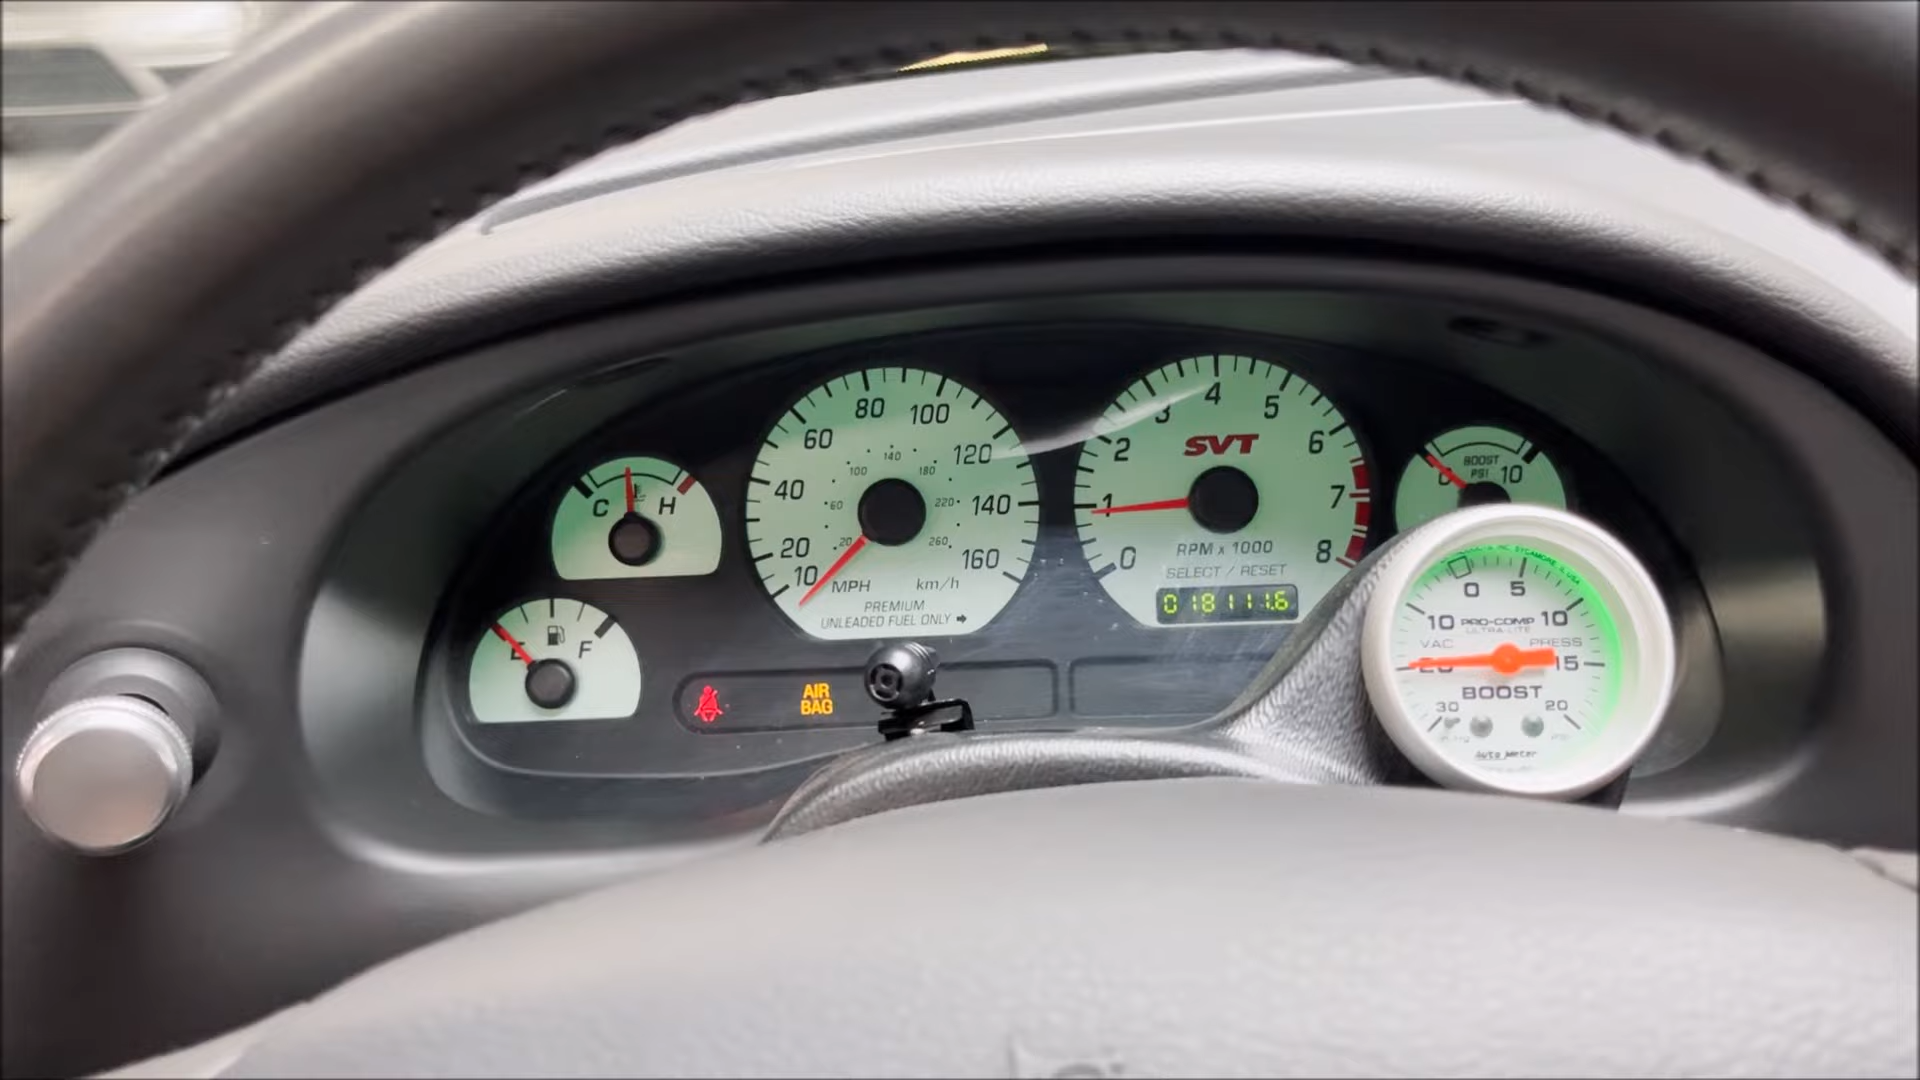 C H
E F
10 20 40 60 80 100 120 140 160
20 60 100 140 180 220 260
MPH km/h
PREMIUM
UNLEADED FUEL ONLY
0 1 2 3 4 5 6 7 8
SVT
RPM x 1000
SELECT / RESET
018111.6
BOOST
PSI
0 10
AIR
BAG
0 5
10 PRO-COMP 10
ULTRA-LITE
VAC PRESS
20 15
BOOST
30 20
Auto Meter